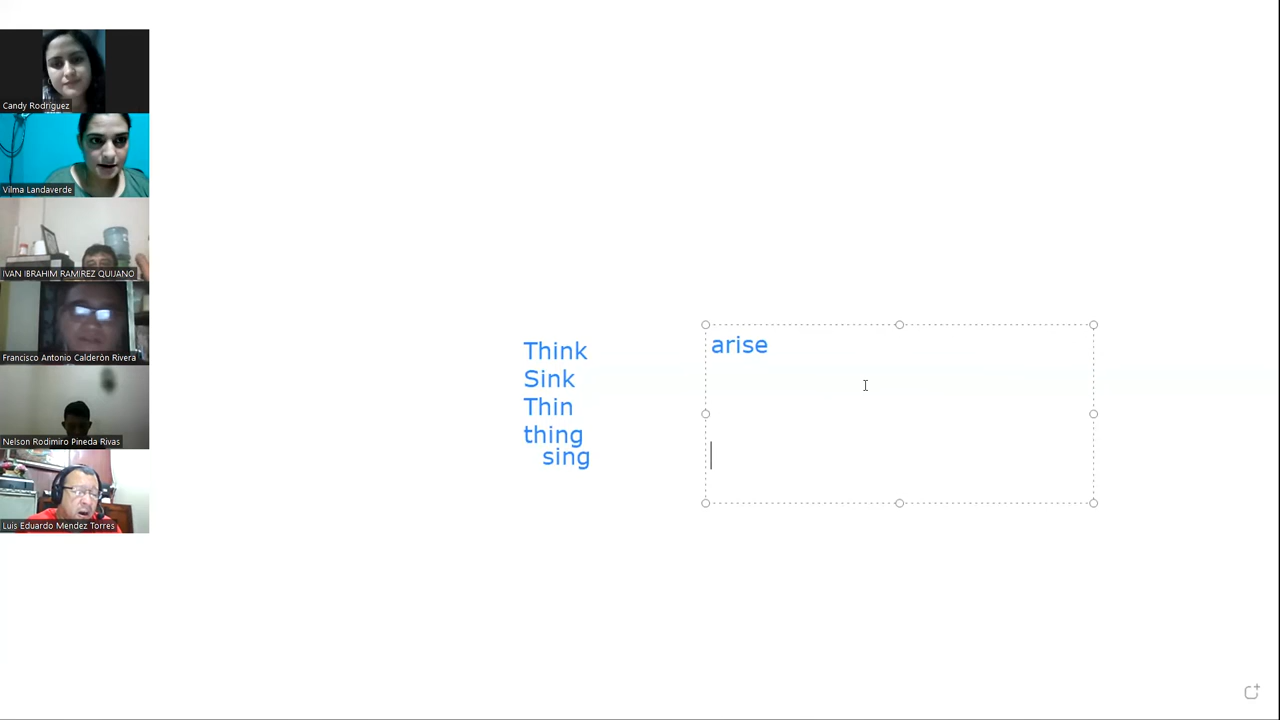 Candy Rodriguez
Vilma Landaverde
IVAN IBRAHIM RAMIREZ QUIJANO
Francisco Antonio Calderòn Rivera
Nelson Rodimiro Pineda Rivas
Luis Eduardo Mendez Torres
Think
Sink
Thin
thing
sing
arise